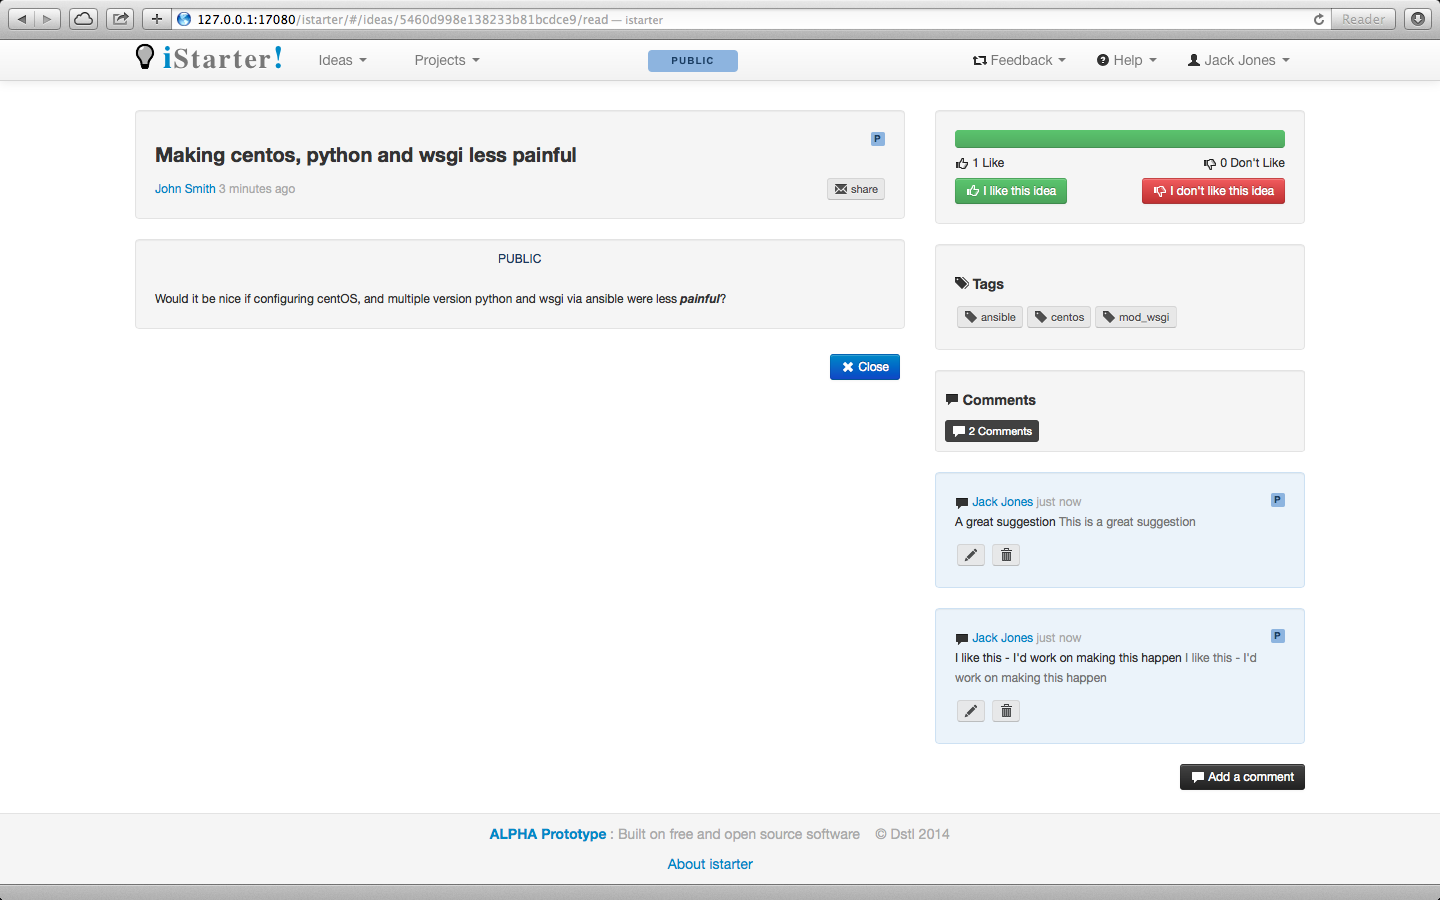 127.0.0.1:17080/istarter/#/ideas/5460d998e138233b81bcdce9/read — istarter
Reader
iStarter!
Ideas
Projects
PUBLIC
Feedback
Help
Jack Jones
Making centos, python and wsgi less painful
P
John Smith 3 minutes ago
share
PUBLIC
Would it be nice if configuring centOS, and multiple version python and wsgi via ansible were less painful?
Close
1 Like
0 Don't Like
I like this idea
I don't like this idea
Tags
ansible
centos
mod_wsgi
Comments
2 Comments
Jack Jones just now
P
A great suggestion This is a great suggestion
Jack Jones just now
P
I like this - I'd work on making this happen I like this - I'd
work on making this happen
Add a comment
ALPHA Prototype : Built on free and open source software © Dstl 2014
About istarter